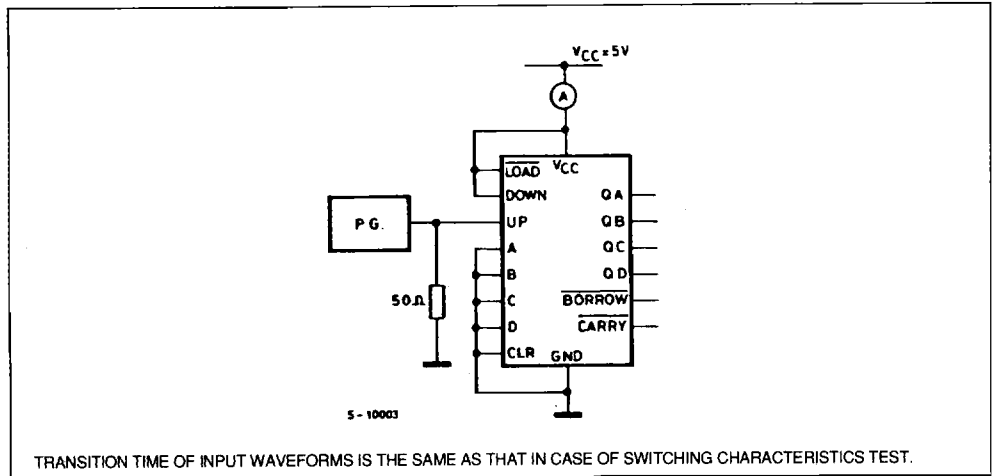 VCC=5V
A
LOAD
VCC
DOWN
QA
P.G.
UP
QB
A
QC
B
QD
50Ω
C
BORROW
D
CARRY
CLR
GND
S-10003
TRANSITION TIME OF INPUT WAVEFORMS IS THE SAME AS THAT IN CASE OF SWITCHING CHARACTERISTICS TEST.